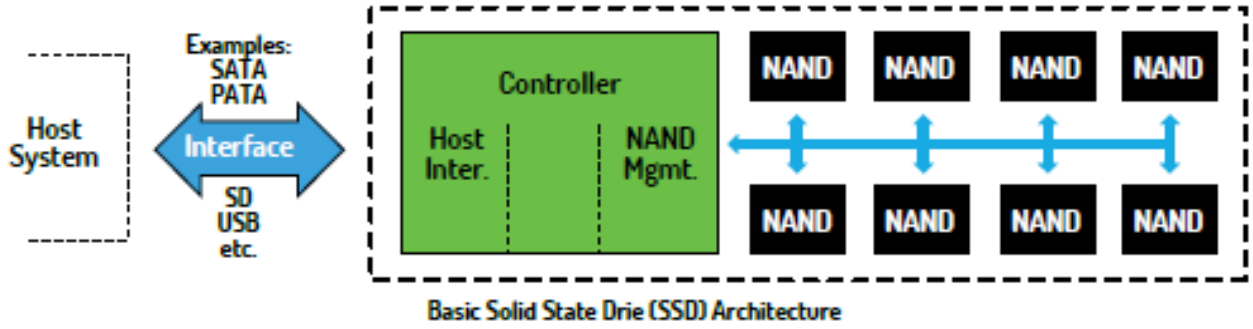 Examples:
SATA
PATA
Host
System
Interface
SD
USB
etc.
Controller
Host
Inter.
NAND
Mgmt.
NAND NAND NAND NAND
NAND NAND NAND NAND
Basic Solid State Drie (SSD) Architecture